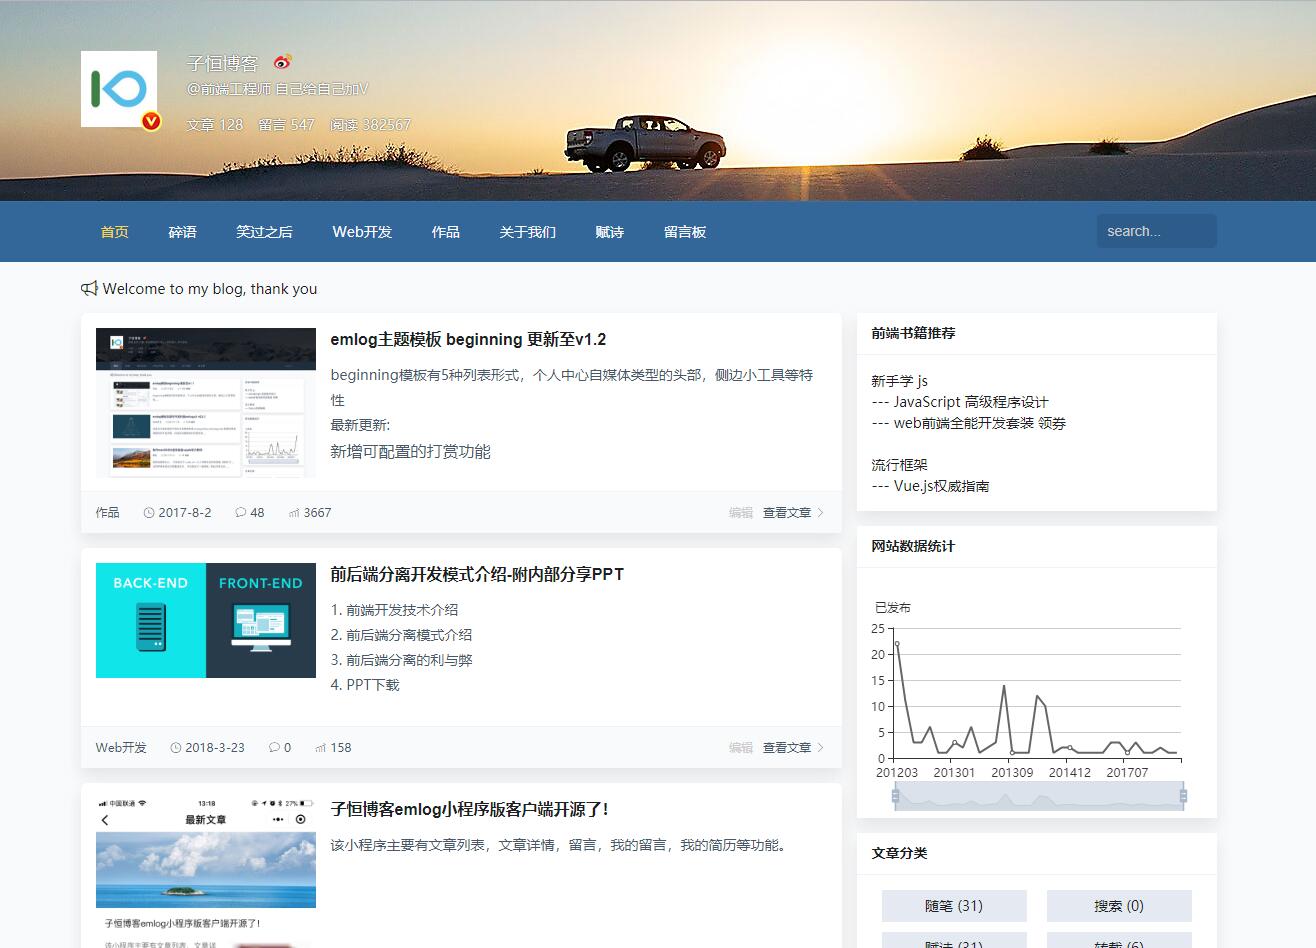 子恒博客
@前端工程师 自己给自己加V
文章 128 留言 547 阅读 382567
首页 碎语 笑过之后 Web开发 作品 关于我们 赋诗 留言板 search...
Welcome to my blog, thank you
emlog主题模板 beginning 更新至v1.2
beginning模板有5种列表形式，个人中心自媒体类型的头部，侧边小工具等特
性
最新更新:
新增可配置的打赏功能
作品 2017-8-2 48 3667 编辑 查看文章
BACK-END FRONT-END
前后端分离开发模式介绍-附内部分享PPT
1. 前端开发技术介绍
2. 前后端分离模式介绍
3. 前后端分离的利与弊
4. PPT下载
Web开发 2018-3-23 0 158 编辑 查看文章
中国联通 13:18 27%
最新文章
子恒博客emlog小程序版客户端开源了!
该小程序主要有文章列表、文章详
子恒博客emlog小程序版客户端开源了!
该小程序主要有文章列表，文章详情，留言，我的留言，我的简历等功能。
前端书籍推荐
新手学 js
--- JavaScript 高级程序设计
--- web前端全能开发套装 领券
流行框架
--- Vue.js权威指南
网站数据统计
已发布
25
20
15
10
5
0
201203 201301 201309 201412 201707
文章分类
随笔 (31) 搜索 (0)
赋诗 (31) 转载 (6)